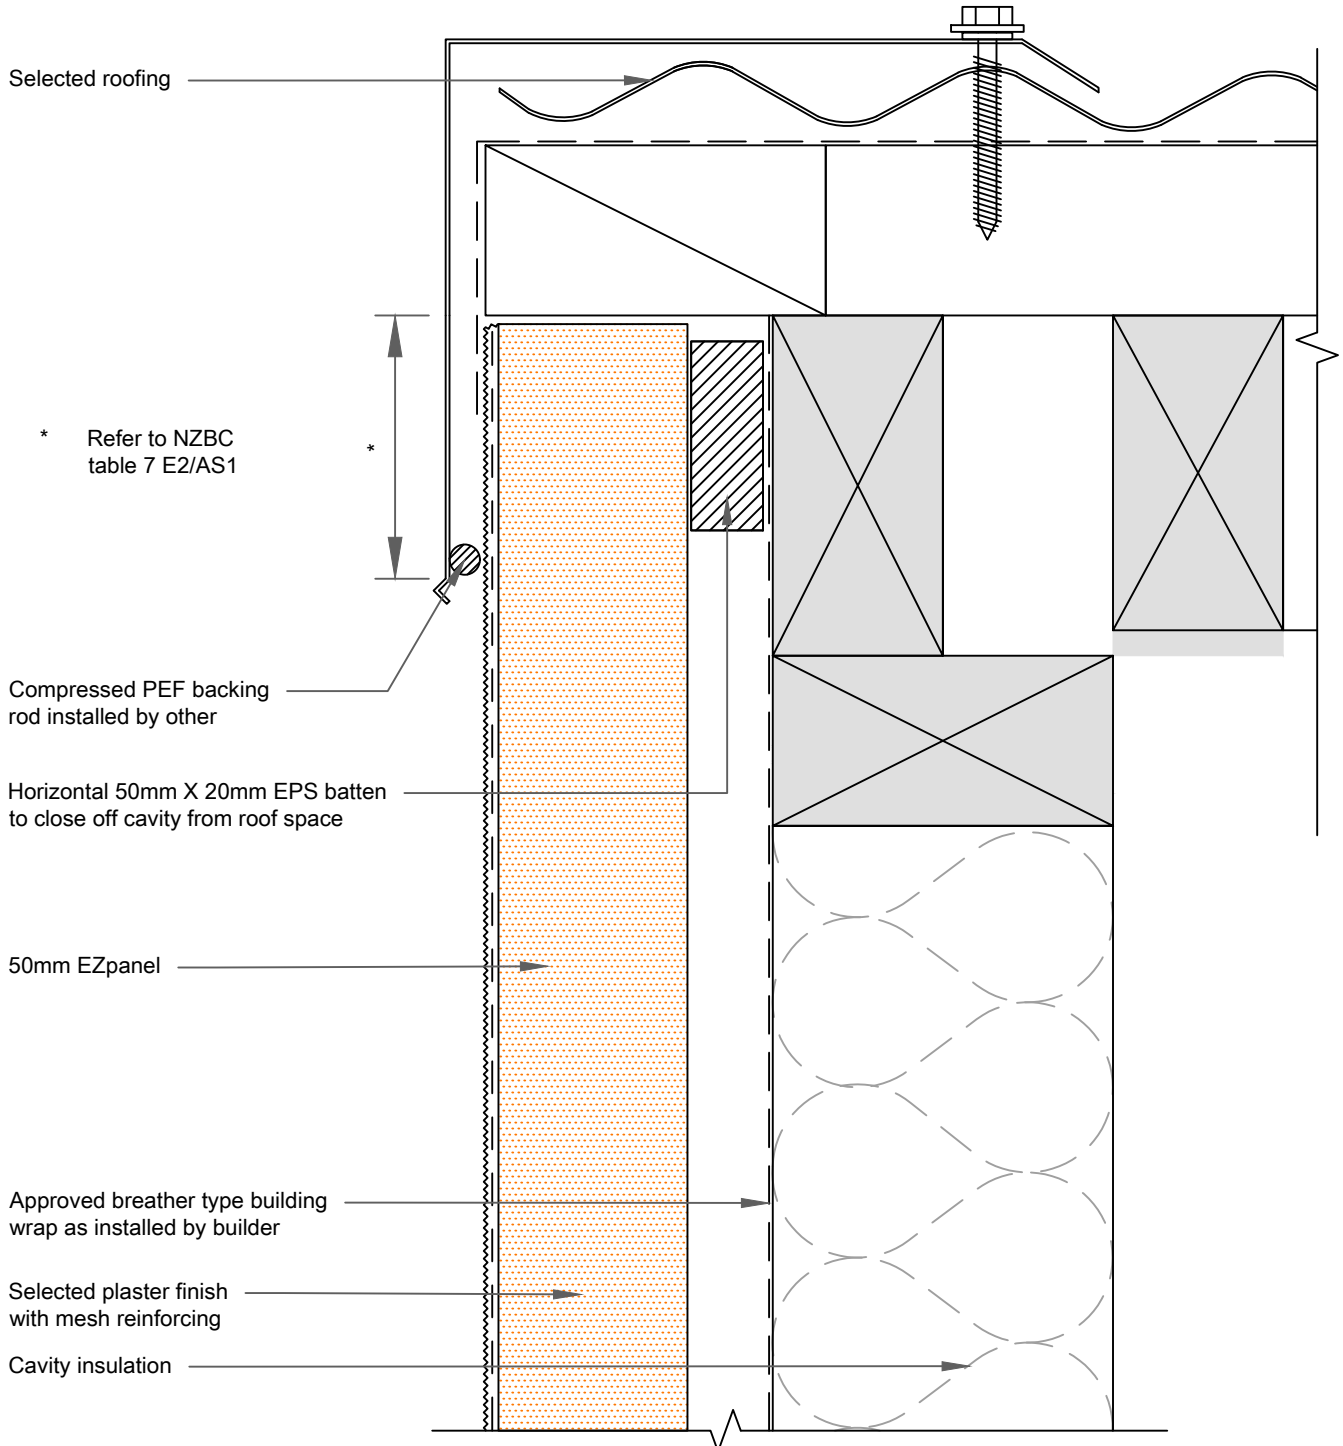 Selected roofing
* Refer to NZBC
table 7 E2/AS1
*
Compressed PEF backing
rod installed by other
Horizontal 50mm X 20mm EPS batten
to close off cavity from roof space
50mm EZpanel
Approved breather type building
wrap as installed by builder
Selected plaster finish
with mesh reinforcing
Cavity insulation